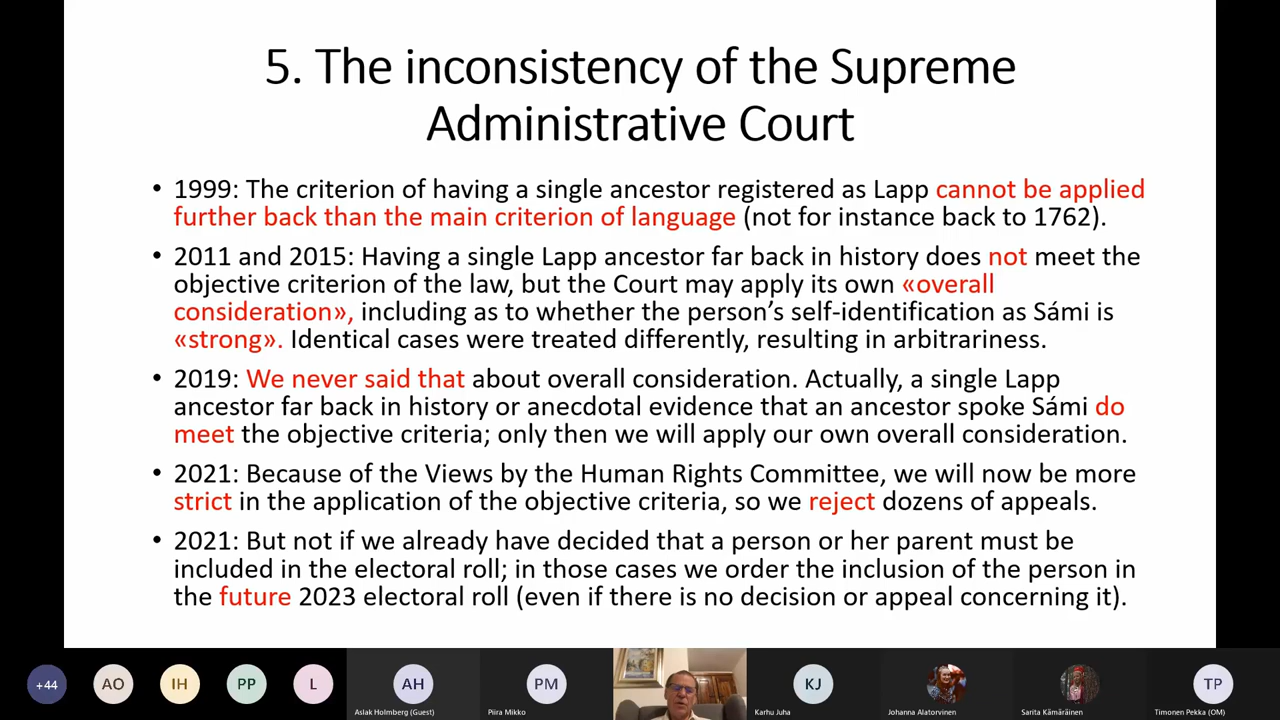 5. The inconsistency of the Supreme
Administrative Court
• 1999: The criterion of having a single ancestor registered as Lapp cannot be applied
further back than the main criterion of language (not for instance back to 1762).
• 2011 and 2015: Having a single Lapp ancestor far back in history does not meet the
objective criterion of the law, but the Court may apply its own «overall
consideration», including as to whether the person's self-identification as Sámi is
«strong». Identical cases were treated differently, resulting in arbitrariness.
• 2019: We never said that about overall consideration. Actually, a single Lapp
ancestor far back in history or anecdotal evidence that an ancestor spoke Sámi do
meet the objective criteria; only then we will apply our own overall consideration.
• 2021: Because of the Views by the Human Rights Committee, we will now be more
strict in the application of the objective criteria, so we reject dozens of appeals.
• 2021: But not if we already have decided that a person or her parent must be
included in the electoral roll; in those cases we order the inclusion of the person in
the future 2023 electoral roll (even if there is no decision or appeal concerning it).
+44 AO IH PP L AH PM KJ TP
Aslak Holmberg (Guest) Piira Mikko Karhu Juha Johanna Alatorvinen Sarita Kämäräinen Timonen Pekka (OM)